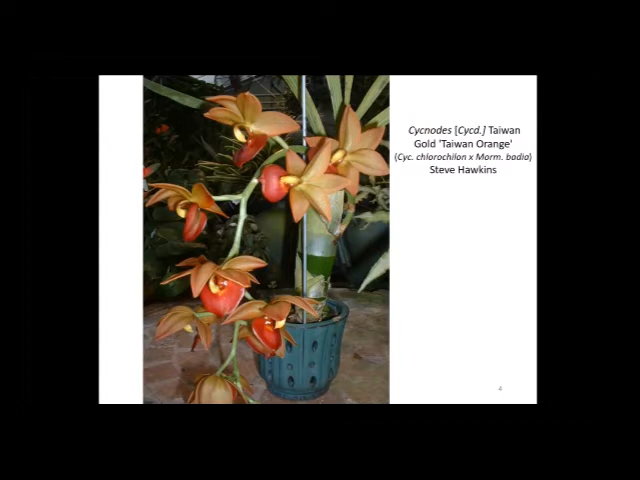 Cycnodes [Cycd.] Taiwan
Gold 'Taiwan Orange'
(Cyc. chlorochilon x Morm. badia)
Steve Hawkins
4